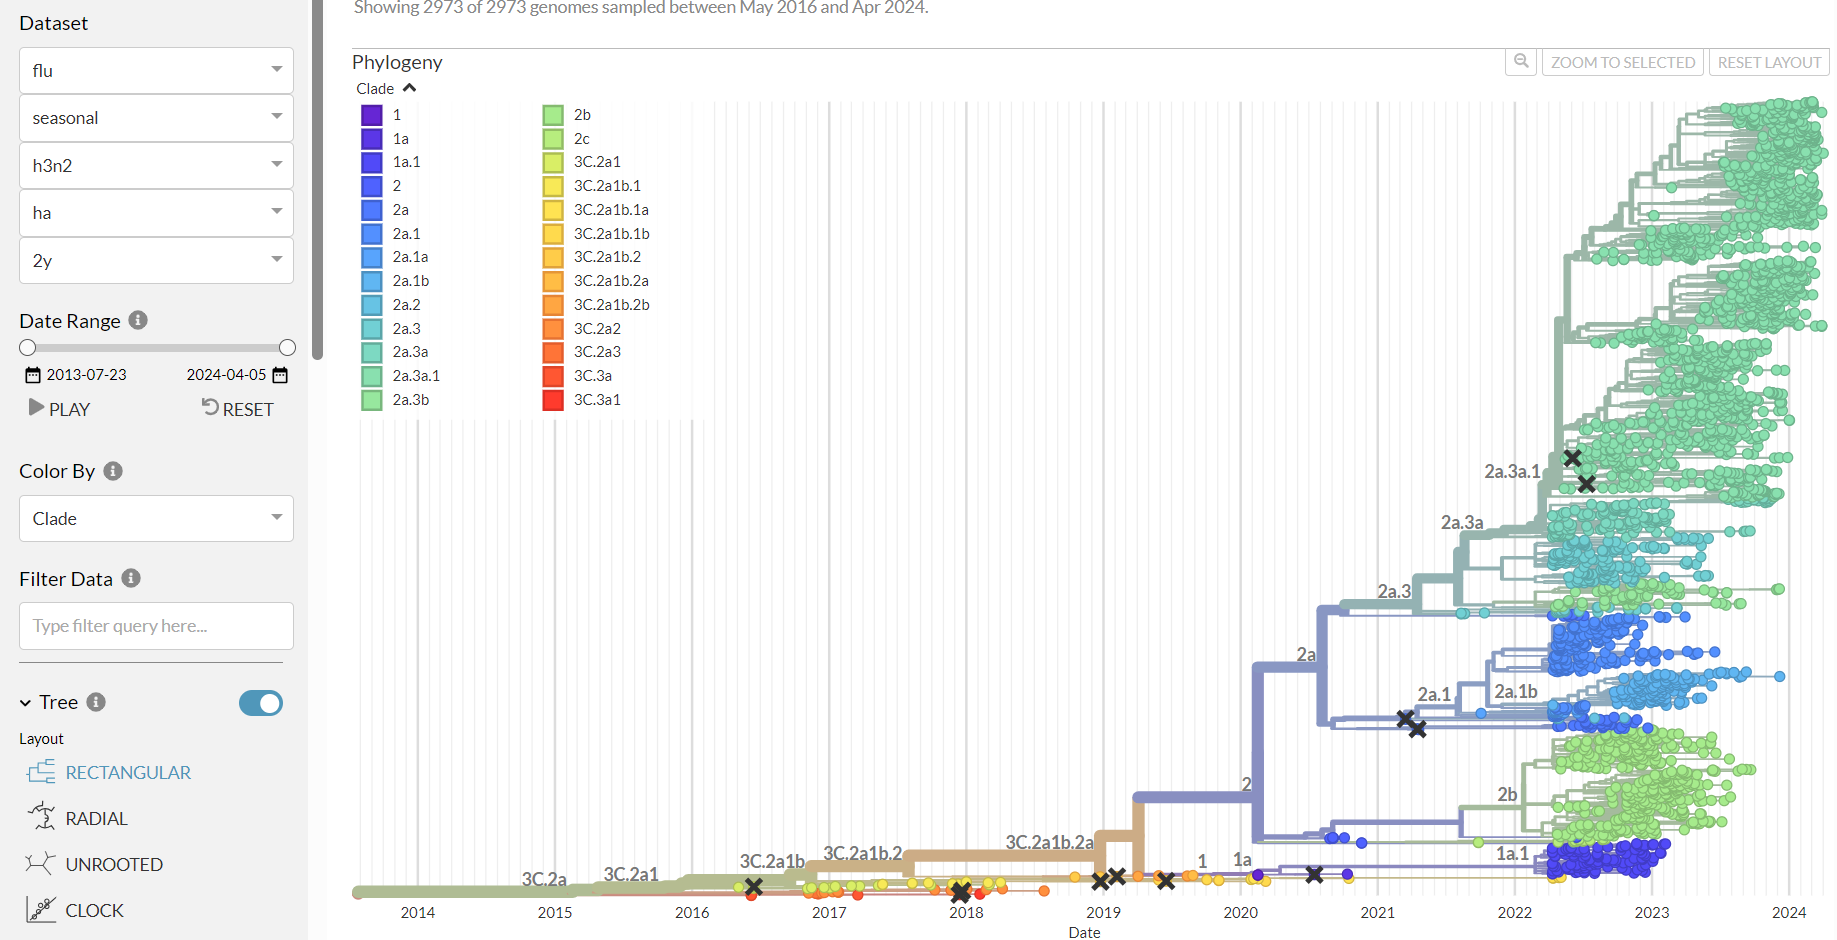 Showing 2973 of 2973 genomes sampled between May 2016 and Apr 2024.
Dataset
flu
seasonal
h3n2
ha
2y
Date Range
2013-07-23 2024-04-05
PLAY RESET
Color By
Clade
Filter Data
Type filter query here...
Tree
Layout
RECTANGULAR
RADIAL
UNROOTED
CLOCK
Phylogeny
ZOOM TO SELECTED RESET LAYOUT
Clade
1
1a
1a.1
2
2a
2a.1
2a.1a
2a.1b
2a.2
2a.3
2a.3a
2a.3a.1
2a.3b
2b
2c
3C.2a1
3C.2a1b.1
3C.2a1b.1a
3C.2a1b.1b
3C.2a1b.2
3C.2a1b.2a
3C.2a1b.2b
3C.2a2
3C.2a3
3C.3a
3C.3a1
2a.3a.1
2a.3a
2a.3
2a
2a.1 2a.1b
2
2b
3C.2a1b.2a
3C.2a1b.2
3C.2a1b
1 1a 1a.1
3C.2a 3C.2a1
2014 2015 2016 2017 2018 2019 2020 2021 2022 2023 2024
Date